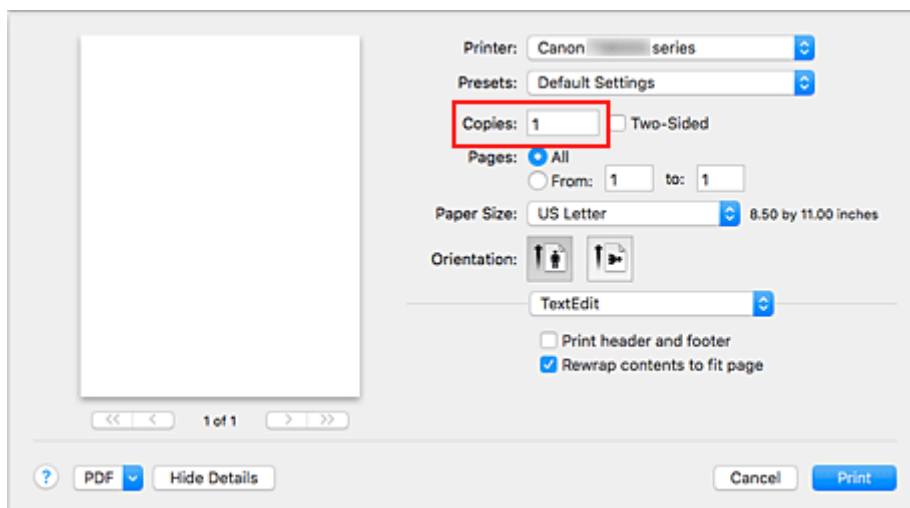 Printer: Canon series
Presets: Default Settings
Copies: 1 Two-Sided
Pages: All
From: 1 to: 1
Paper Size: US Letter 8.50 by 11.00 inches
Orientation:
TextEdit
Print header and footer
Rewrap contents to fit page
<< < 1 of 1 > >>
? PDF Hide Details Cancel Print